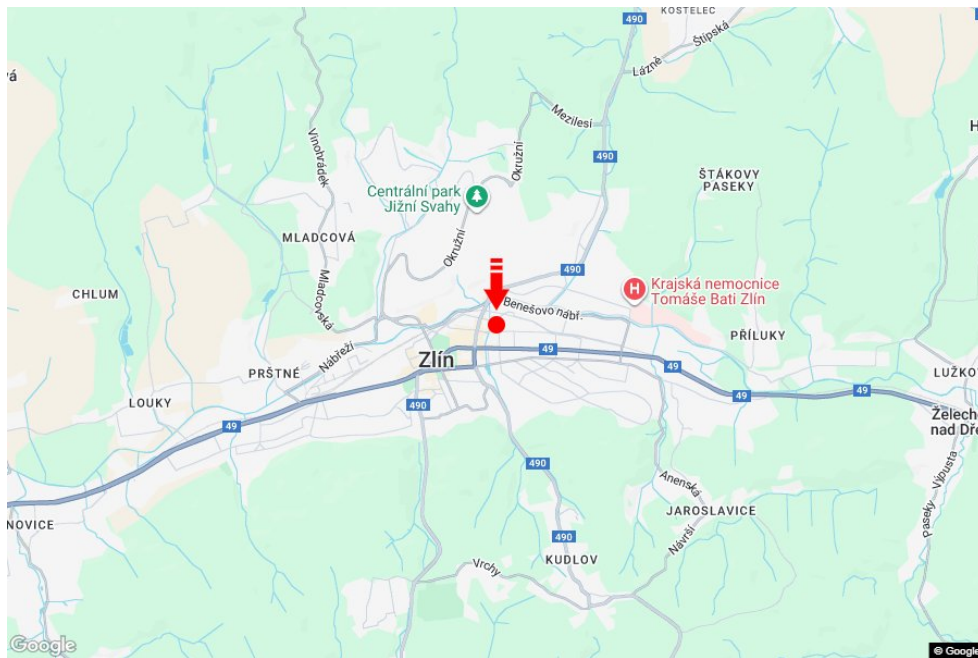 KOSTELEC
490
Štípská
Lázně
vá
Mezilesí
490
H
Vinohrádek
Okružní
ŠTÁKOVY
PASEKY
Centrální park
Jižní Svahy
MLADCOVÁ
Okružní
490
H
Krajská nemocnice
Tomáše Bati Zlín
CHLUM
Mladcovská
Benešovo nábř.
PŘÍLUKY
Nábřeží
Zlín
49
PRŠTNÉ
LUŽKOV
LOUKY
490
49
49
Želech
nad Dře
49
490
Paseky
Výpusta
Anenská
JAROSLAVICE
NOVICE
490
Návrší
KUDLOV
Vrchy
Google
© Google